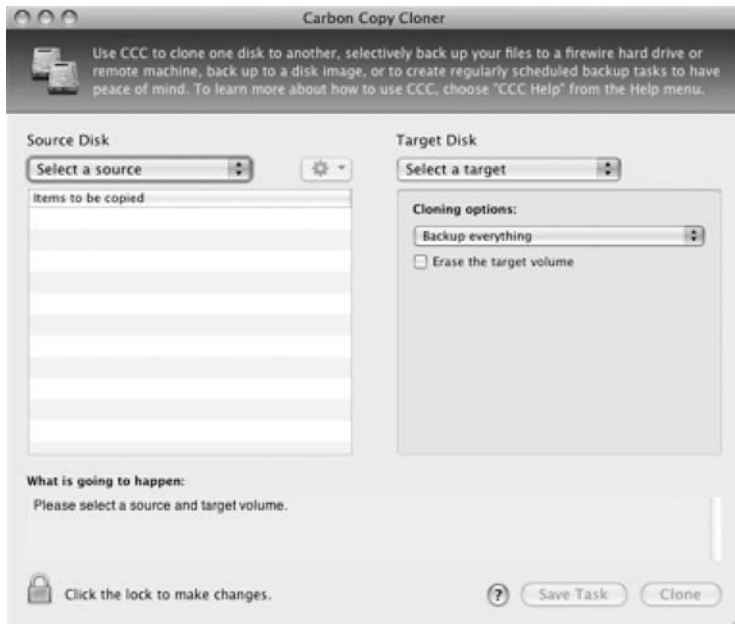 Carbon Copy Cloner
Use CCC to clone one disk to another, selectively back up your files to a firewire hard drive or
remote machine, back up to a disk image, or to create regularly scheduled backup tasks to have
peace of mind. To learn more about how to use CCC, choose "CCC Help" from the Help menu.
Source Disk
Select a source
Items to be copied
Target Disk
Select a target
Cloning options:
Backup everything
Erase the target volume
What is going to happen:
Please select a source and target volume.
Click the lock to make changes.
?
Save Task
Clone